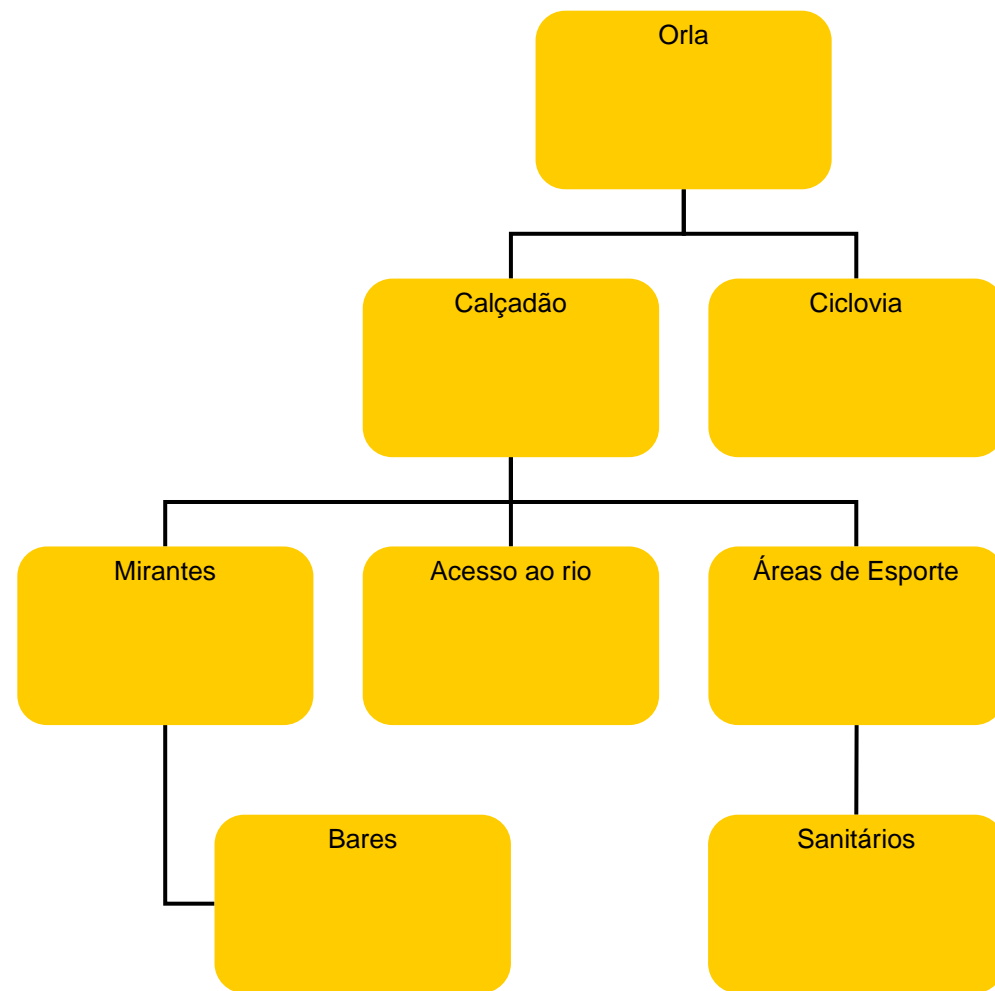 Orla
Calçadão
Ciclovia
Mirantes
Acesso ao rio
Áreas de Esporte
Bares
Sanitários